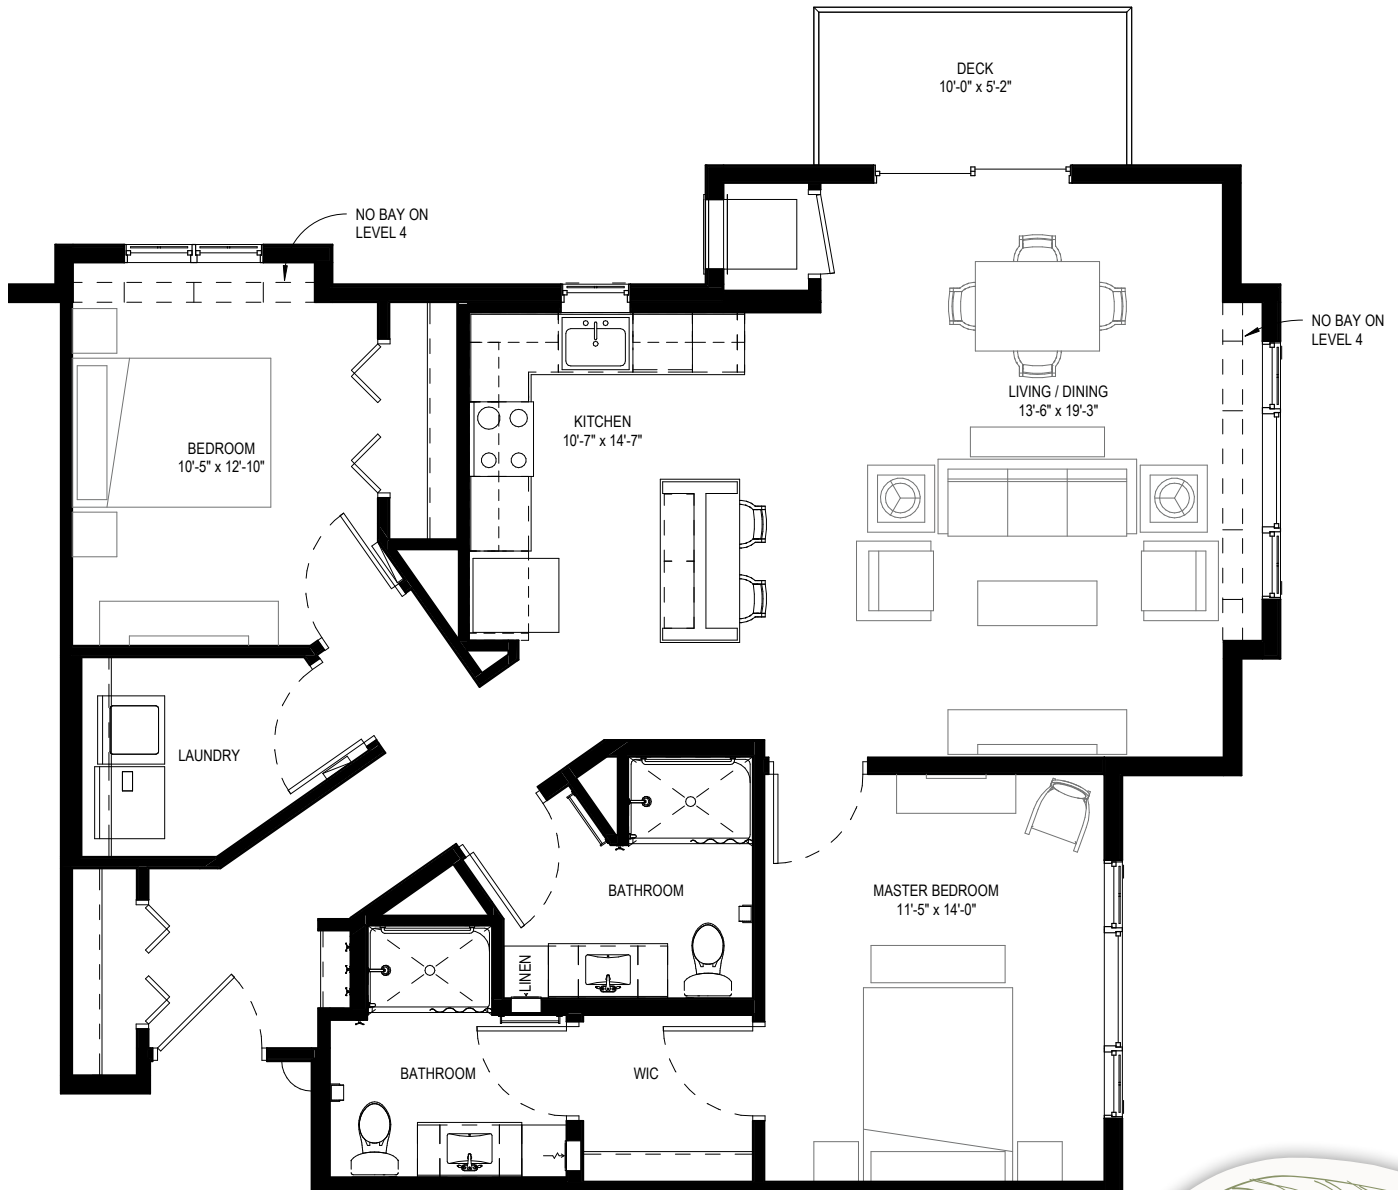 DECK
10'-0" x 5'-2"
NO BAY ON
LEVEL 4
NO BAY ON
LEVEL 4
LIVING / DINING
13'-6" x 19'-3"
KITCHEN
10'-7" x 14'-7"
BEDROOM
10'-5" x 12'-10"
LAUNDRY
BATHROOM
MASTER BEDROOM
11'-5" x 14'-0"
LINEN
BATHROOM
WIC